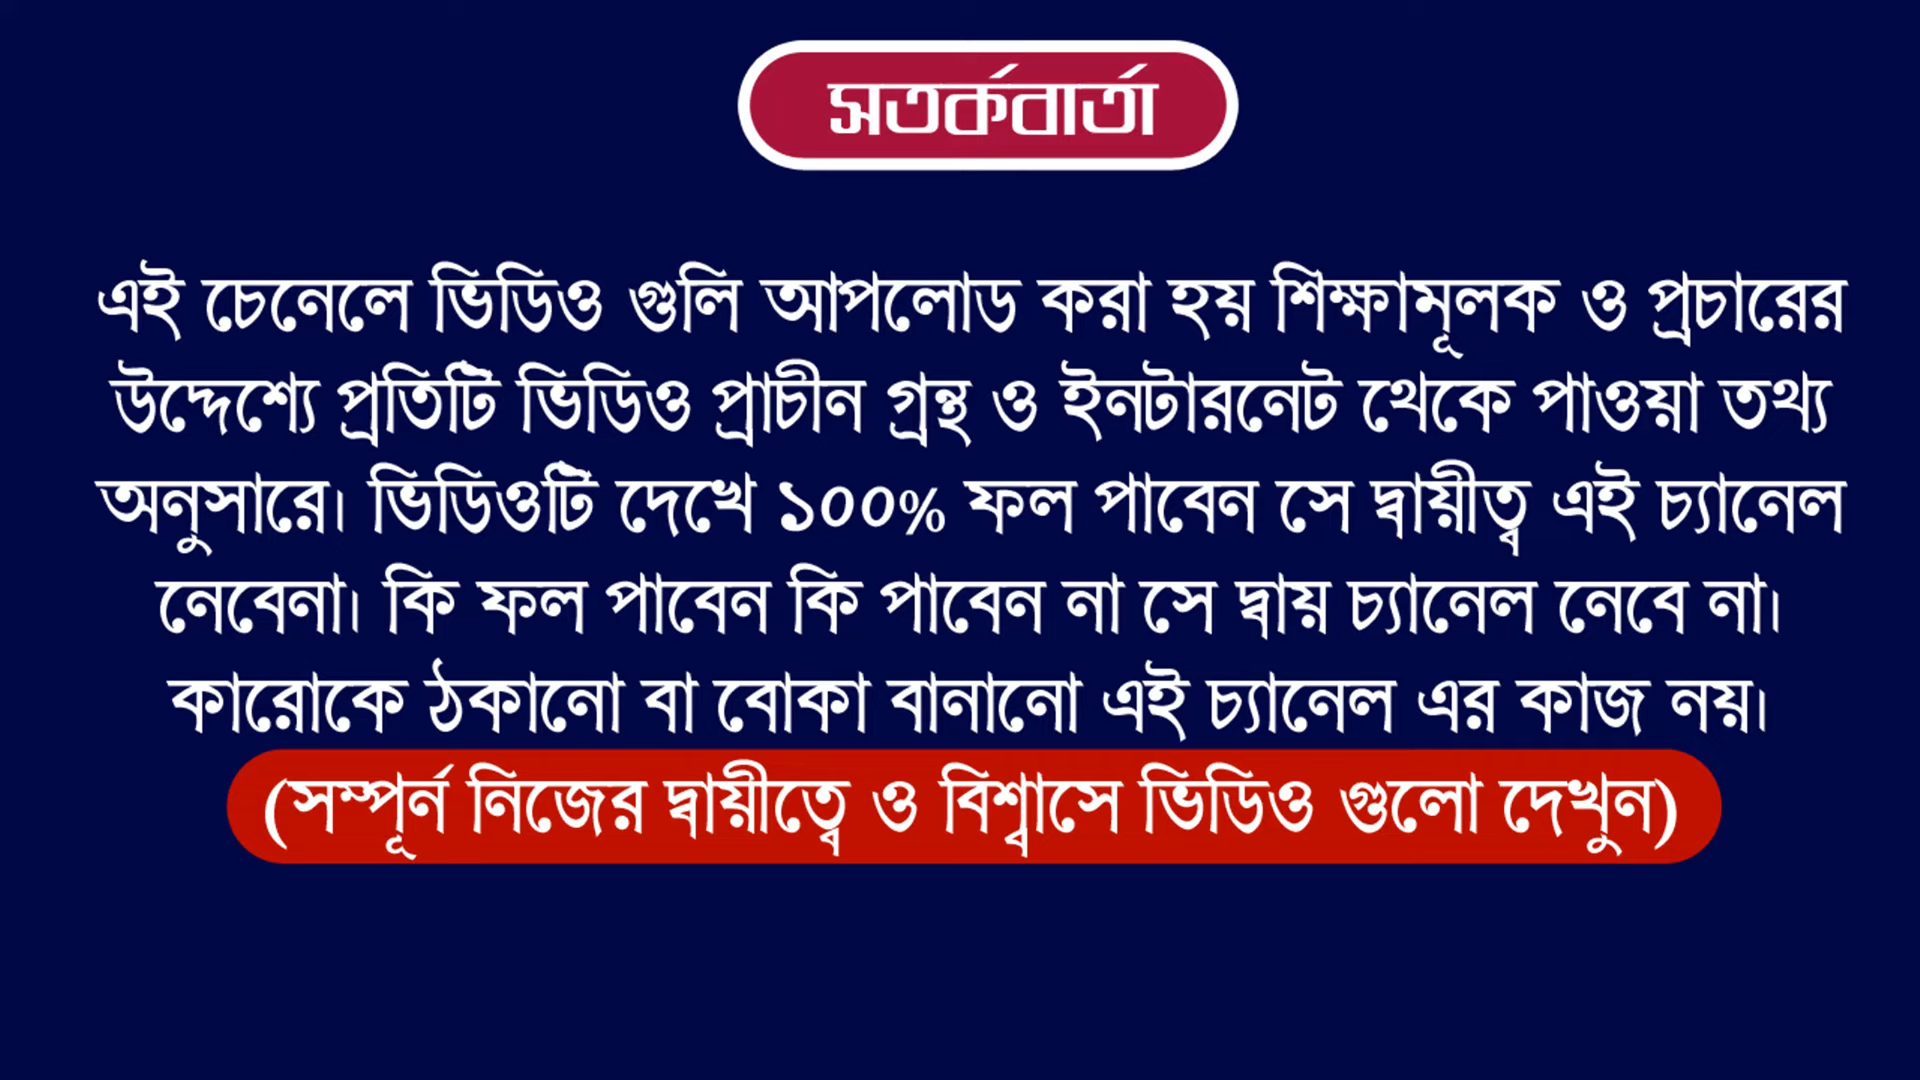 সতর্কবার্তা
এই চেনেলে ভিডিও গুলি আপলোড করা হয় শিক্ষামূলক ও প্রচারের
উদ্দেশ্যে প্রতিটি ভিডিও প্রাচীন গ্রন্থ ও ইনটারনেট থেকে পাওয়া তথ্য
অনুসারে। ভিডিওটি দেখে ১০০% ফল পাবেন সে দ্বায়ীত্ব এই চ্যানেল
নেবেনা। কি ফল পাবেন কি পাবেন না সে দ্বায় চ্যানেল নেবে না।
কারোকে ঠকানো বা বোকা বানানো এই চ্যানেল এর কাজ নয়।
(সম্পূর্ন নিজের দ্বায়ীত্বে ও বিশ্বাসে ভিডিও গুলো দেখুন)